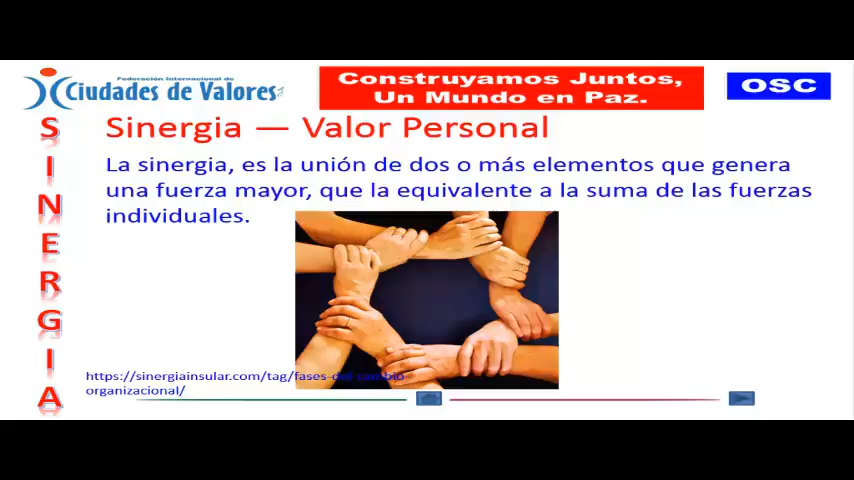 Federación Internacional de
Ciudades de Valores
Construyamos Juntos,
Un Mundo en Paz.
OSC
SINERGIA
Sinergia — Valor Personal
La sinergia, es la unión de dos o más elementos que genera
una fuerza mayor, que la equivalente a la suma de las fuerzas
individuales.
https://sinergiainsular.com/tag/fases-del-cambio-
organizacional/